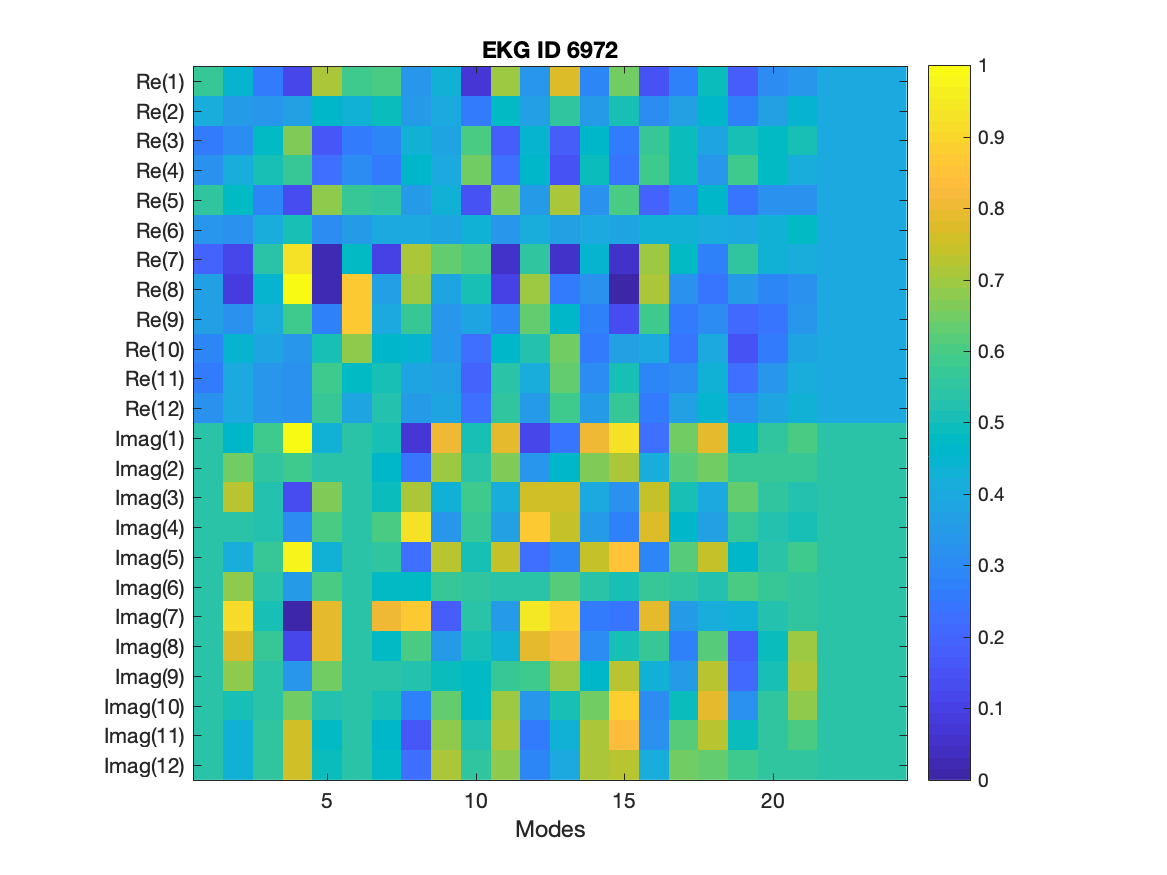 EKG ID 6972
Re(1)
Re(2)
Re(3)
Re(4)
Re(5)
Re(6)
Re(7)
Re(8)
Re(9)
Re(10)
Re(11)
Re(12)
Imag(1)
Imag(2)
Imag(3)
Imag(4)
Imag(5)
Imag(6)
Imag(7)
Imag(8)
Imag(9)
Imag(10)
Imag(11)
Imag(12)
5 10 15 20
Modes
1
0.9
0.8
0.7
0.6
0.5
0.4
0.3
0.2
0.1
0